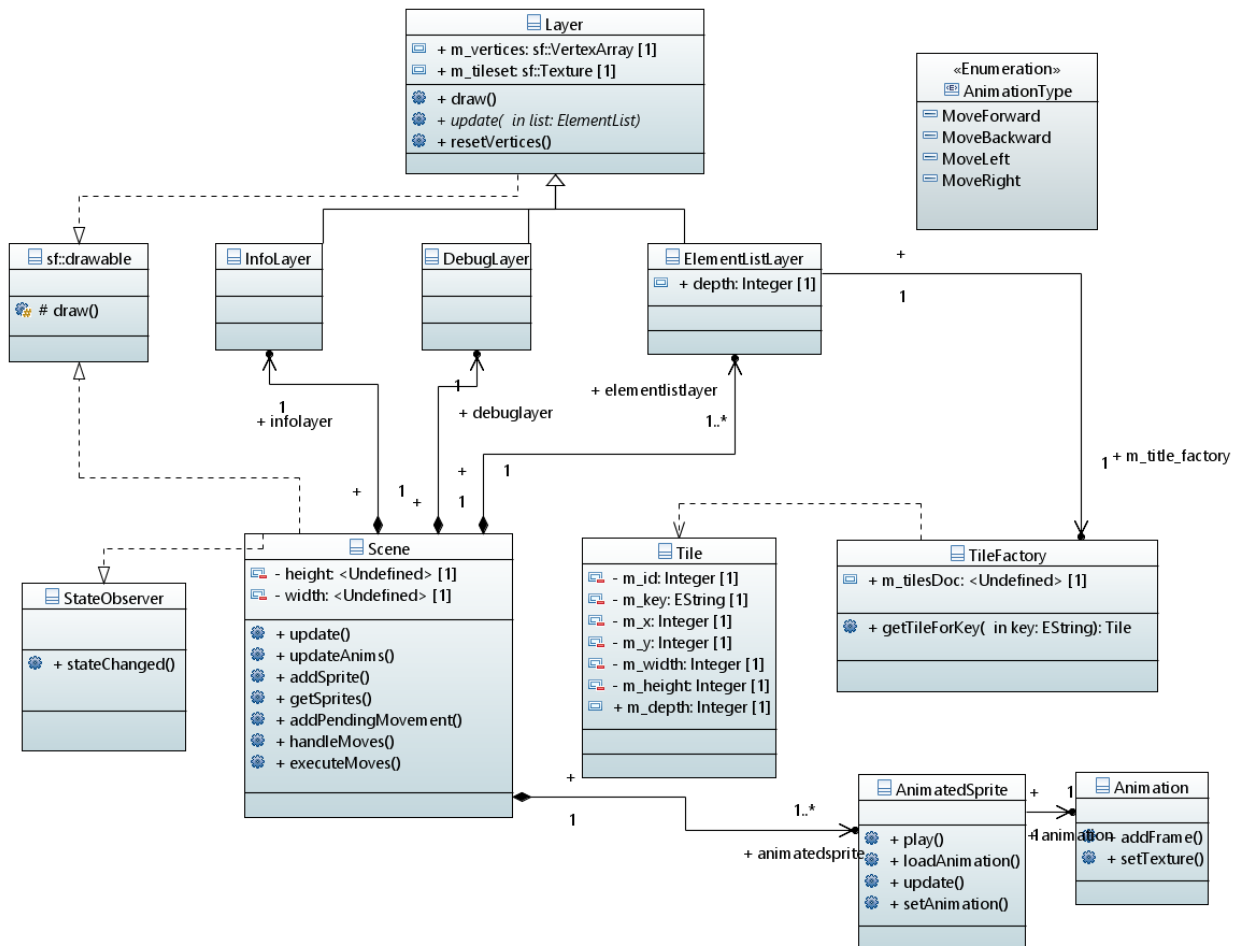 Layer
+ m_vertices: sf::VertexArray [1]
+ m_tileset: sf::Texture [1]
+ draw()
+ update(  in list: ElementList)
+ resetVertices()
«Enumeration»
AnimationType
MoveForward
MoveBackward
MoveLeft
MoveRight
sf::drawable
# draw()
InfoLayer
DebugLayer
ElementListLayer
+ depth: Integer [1]
+
1
1
+ infolayer
1
+ debuglayer
+ elementlistlayer
1..*
1
+ m_title_factory
+
1
+
1
+
1
Scene
- height: <Undefined> [1]
- width: <Undefined> [1]
+ update()
+ updateAnims()
+ addSprite()
+ getSprites()
+ addPendingMovement()
+ handleMoves()
+ executeMoves()
StateObserver
+ stateChanged()
Tile
- m_id: Integer [1]
- m_key: EString [1]
- m_x: Integer [1]
- m_y: Integer [1]
- m_width: Integer [1]
- m_height: Integer [1]
+ m_depth: Integer [1]
TileFactory
+ m_tilesDoc: <Undefined> [1]
+ getTileForKey(  in key: EString): Tile
+
1
1..*
+ animatedsprite
AnimatedSprite
+ play()
+ loadAnimation()
+ update()
+ setAnimation()
+
1
1
+ animation
Animation
+ addFrame()
+ setTexture()